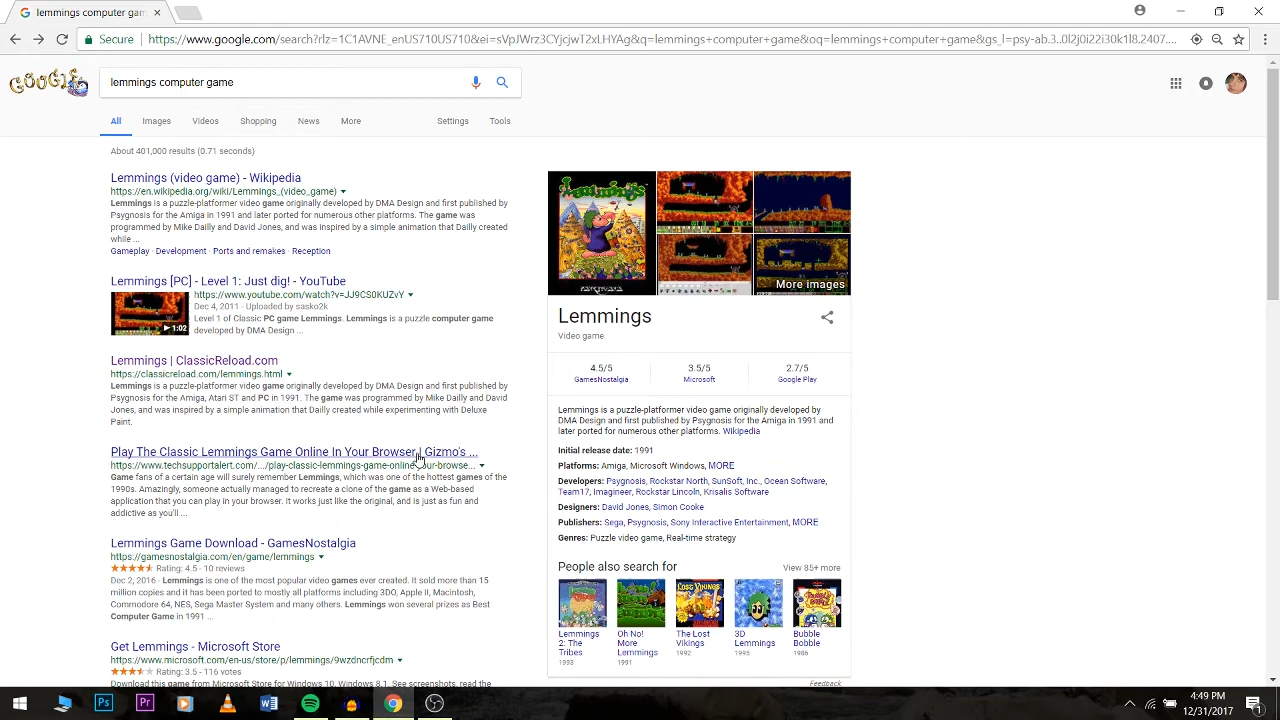 lemmings computer game
Secure
https://www.google.com/search?rlz=1C1AVNE_enUS710US710&ei=sVpJWrz3CYjcjwT2xLHYAg&q=lemmings+computer+game&oq=lemmings+computer+game&gs_l=psy-ab.3..0l2j0i22i30k1l8.2407....
lemmings computer game
All Images Videos Shopping News More Settings Tools
About 401,000 results (0.71 seconds)
Lemmings (video game) - Wikipedia
https://en.wikipedia.org/wiki/Lemmings_(video_game)
Lemmings is a puzzle-platformer video game originally developed by DMA Design and first published by
Psygnosis for the Amiga in 1991 and later ported for numerous other platforms. The game was
programmed by Mike Dailly and David Jones, and was inspired by a simple animation that Dailly created
while ...
Gameplay · Development · Ports and remakes · Reception
Lemmings [PC] - Level 1: Just dig! - YouTube
https://www.youtube.com/watch?v=JJ9CS0KUZvY
Dec 4, 2011 - Uploaded by sasko2k
Level 1 of Classic PC game Lemmings. Lemmings is a puzzle computer game
developed by DMA Design ...
1:02
Lemmings | ClassicReload.com
https://classicreload.com/lemmings.html
Lemmings is a puzzle-platformer video game originally developed by DMA Design and first published by
Psygnosis for the Amiga, Atari ST and PC in 1991. The game was programmed by Mike Dailly and David
Jones, and was inspired by a simple animation that Dailly created while experimenting with Deluxe
Paint.
Play The Classic Lemmings Game Online In Your Browser | Gizmo's ...
https://www.techsupportalert.com/.../play-classic-lemmings-game-online-your-browse...
Game fans of a certain age will surely remember Lemmings, which was one of the hottest games of the
1990s. Amazingly, someone actually managed to recreate a clone of the game as a Web-based
application that you can play in your browser. It works just like the original, and is just as fun and
addictive as you'll ...
Lemmings Game Download - GamesNostalgia
https://gamesnostalgia.com/en/game/lemmings
Rating: 4.5 - 10 reviews
Dec 2, 2016 - Lemmings is one of the most popular video games ever created. It sold more than 15
million copies and it has been ported to mostly all platforms including 3DO, Apple II, Macintosh,
Commodore 64, NES, Sega Master System and many others. Lemmings won several prizes as Best
Computer Game in 1991 ...
Get Lemmings - Microsoft Store
https://www.microsoft.com/en-us/store/p/lemmings/9wzdncrfjcdm
Rating: 3.5 - 116 votes
Download this game from Microsoft Store for Windows 10, Windows 8.1. See screenshots, read the
Lemmings
More images
Lemmings
Video game
4.5/5 3.5/5 2.7/5
GamesNostalgia Microsoft Google Play
Lemmings is a puzzle-platformer video game originally developed by
DMA Design and first published by Psygnosis for the Amiga in 1991 and
later ported for numerous other platforms. Wikipedia
Initial release date: 1991
Platforms: Amiga, Microsoft Windows, MORE
Developers: Psygnosis, Rockstar North, SunSoft, Inc., Ocean Software,
Team17, Imagineer, Rockstar Lincoln, Krisalis Software
Designers: David Jones, Simon Cooke
Publishers: Sega, Psygnosis, Sony Interactive Entertainment, MORE
Genres: Puzzle video game, Real-time strategy
People also search for
View 85+ more
Lemmings 2: The Tribes
1993
Oh No! More Lemmings
1991
The Lost Vikings
1992
3D Lemmings
1995
Bubble Bobble
1986
Feedback
4:49 PM
12/31/2017